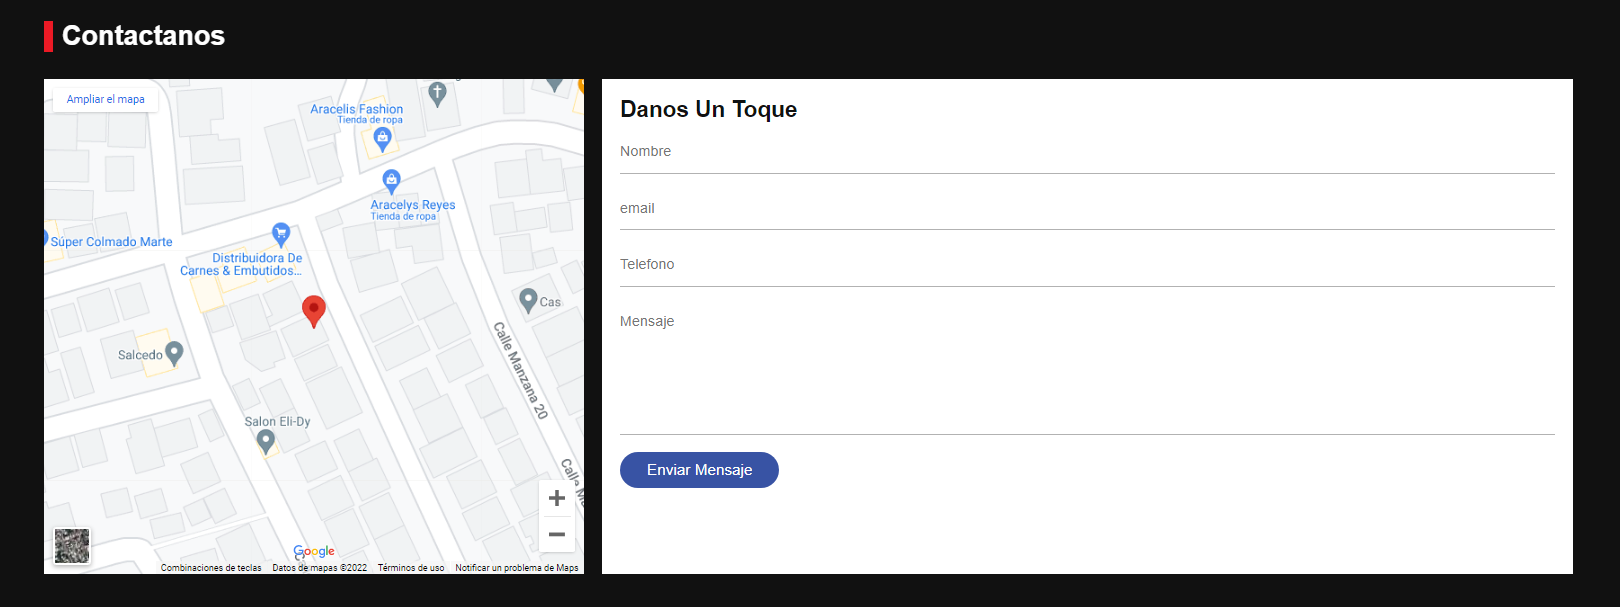 Contactanos
Ampliar el mapa
Aracelis Fashion
Tienda de ropa
Aracelys Reyes
Tienda de ropa
Súper Colmado Marte
Distribuidora De
Carnes & Embutidos...
Cas
Calle Manzana 20
Salcedo
Salon Eli-Dy
Calle
Google
Combinaciones de teclas
Datos de mapas ©2022
Términos de uso
Notificar un problema de Maps
Danos Un Toque
Nombre
email
Telefono
Mensaje
Enviar Mensaje